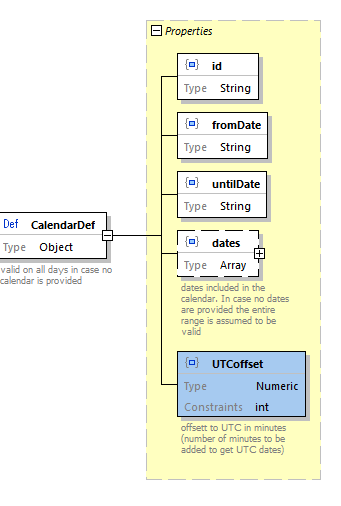 Properties
id
Type String
fromDate
Type String
untilDate
Type String
Def CalendarDef
Type Object
valid on all days in case no
calendar is provided
dates
Type Array
dates included in the
calendar. In case no dates
are provided the entire
range is assumed to be
valid
UTCoffset
Type Numeric
Constraints int
offsett to UTC in minutes
(number of minutes to be
added to get UTC dates)